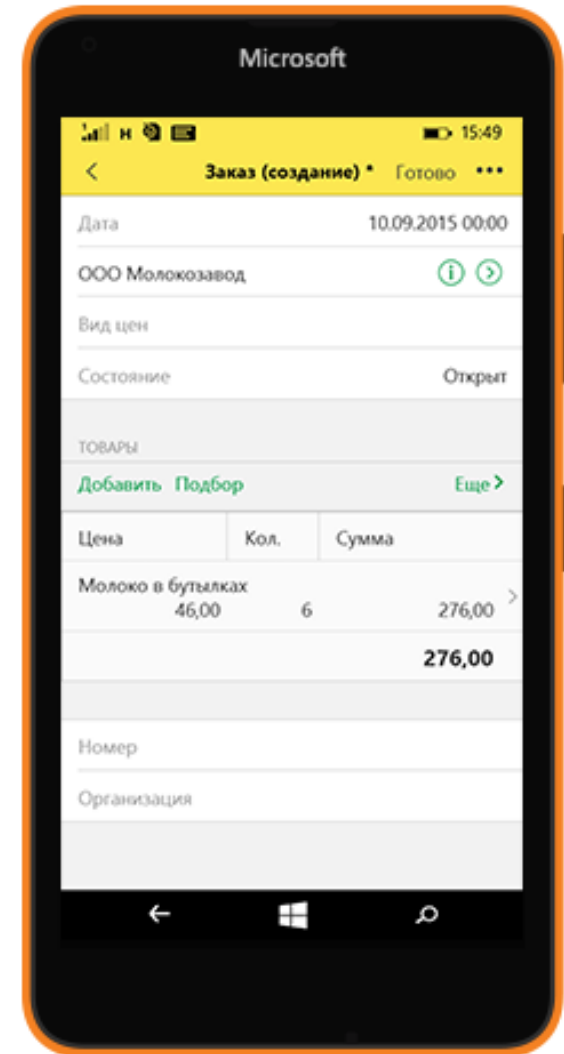 Microsoft
H 15:49
Заказ (создание) * Готово •••
Дата 10.09.2015 00:00
ООО Молокозавод
Вид цен
Состояние Открыт
ТОВАРЫ
Добавить Подбор Еще
Цена Кол. Сумма
Молоко в бутылках
46,00 6 276,00
276,00
Номер
Организация